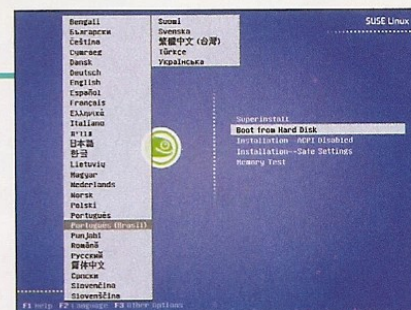 SUSE Linux
Bengali
Български
Čeština
Cymraeg
Dansk
Deutsch
English
Español
Français
Ελληνικά
Italiano
日本語
한글
Lietuvių
Magyar
Nederlands
Norsk
Polski
Português
Português (Brasil)
Punjabi
Română
Русский
简体中文
Српски
Slovenčina
Slovenščina
Suomi
Svenska
繁體中文 (台灣)
Türkçe
Українська
Superinstall
Boot from Hard Disk
Installation--ACPI Disabled
Installation--Safe Settings
Memory Test
F1 Help F2 Language F3 Other Options